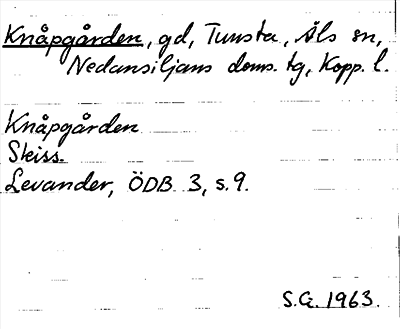 Knåpgården, gd, Tunsta, Åls sn,
Nedansiljans doms. tg, Kopp. l.
Knåpgården
Skiss.
Levander, ÖDB 3, s. 9.
S.G. 1963.